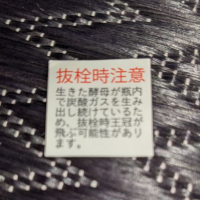 抜栓時注意
生きた酵母が瓶内
で炭酸ガスを生み
出し続けているた
め、抜栓時王冠が
飛ぶ可能性があり
ます。